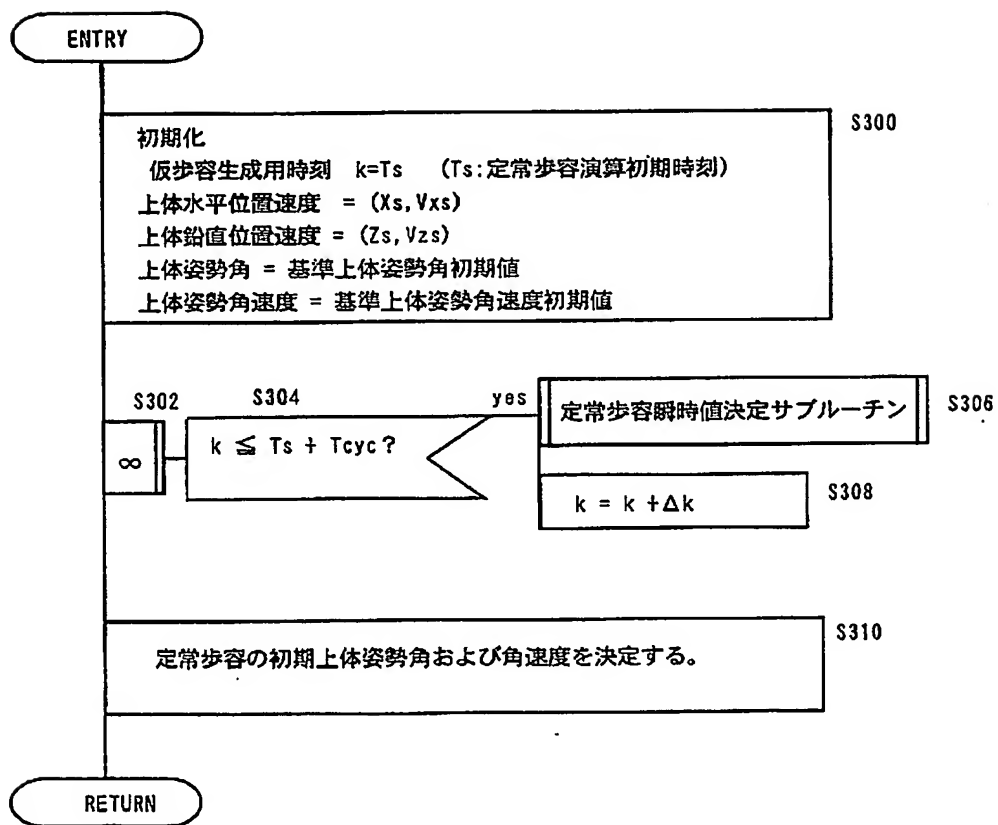 ENTRY
S300
初期化
仮歩容生成用時刻 k=Ts (Ts:定常歩容演算初期時刻)
上体水平位置速度 = (Xs,Vxs)
上体鉛直位置速度 = (Zs,Vzs)
上体姿勢角 = 基準上体姿勢角初期値
上体姿勢角速度 = 基準上体姿勢角速度初期値
S302
S304
yes
∞
k ≦ Ts + Tcyc?
定常歩容瞬時値決定サブルーチン
S306
k = k +Δk
S308
S310
定常歩容の初期上体姿勢角および角速度を決定する。
RETURN